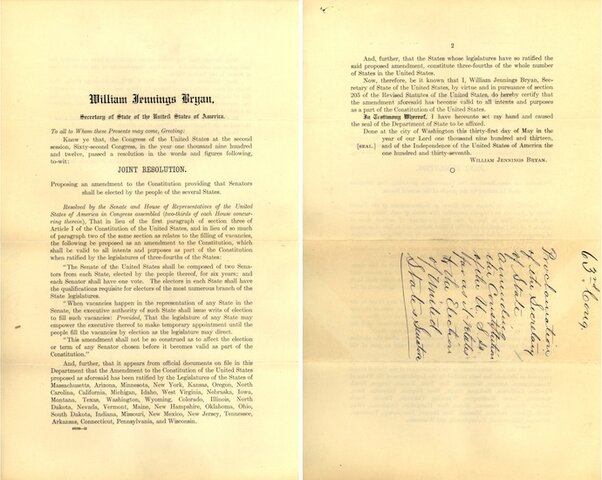 William Jennings Bryan,
Secretary of State of the United States of America.
To all to Whom these Presents may come, Greeting:
Know ye that, the Congress of the United States at the second
session, Sixty-second Congress, in the year one thousand nine hundred
and twelve, passed a resolution in the words and figures following,
to-wit:
JOINT RESOLUTION.
Proposing an amendment to the Constitution providing that Senators
shall be elected by the people of the several States.
Resolved by the Senate and House of Representatives of the United
States of America in Congress assembled (two-thirds of each House concur-
ring therein), That in lieu of the first paragraph of section three of
Article I of the Constitution of the United States, and in lieu of so much
of paragraph two of the same section as relates to the filling of vacancies,
the following be proposed as an amendment to the Constitution, which
shall be valid to all intents and purposes as part of the Constitution
when ratified by the legislatures of three-fourths of the States:
"The Senate of the United States shall be composed of two Sena-
tors from each State, elected by the people thereof, for six years; and
each Senator shall have one vote. The electors in each State shall have
the qualifications requisite for electors of the most numerous branch of the
State legislatures.
"When vacancies happen in the representation of any State in the
Senate, the executive authority of such State shall issue writs of election
to fill such vacancies: Provided, That the legislature of any State may
empower the executive thereof to make temporary appointment until the
people fill the vacancies by election as the legislature may direct.
"This amendment shall not be so construed as to affect the election
or term of any Senator chosen before it becomes valid as part of the
Constitution."
And, further, that it appears from official documents on file in this
Department that the Amendment to the Constitution of the United States
proposed as aforesaid has been ratified by the Legislatures of the States of
Massachusetts, Arizona, Minnesota, New York, Kansas, Oregon, North
Carolina, California, Michigan, Idaho, West Virginia, Nebraska, Iowa,
Montana, Texas, Washington, Wyoming, Colorado, Illinois, North
Dakota, Nevada, Vermont, Maine, New Hampshire, Oklahoma, Ohio,
South Dakota, Indiana, Missouri, New Mexico, New Jersey, Tennessee,
Arkansas, Connecticut, Pennsylvania, and Wisconsin.
2
And, further, that the States whose legislatures have so ratified the
said proposed amendment, constitute three-fourths of the whole number
of States in the United States.
Now, therefore, be it known that I, William Jennings Bryan, Sec-
retary of State of the United States, by virtue and in pursuance of section
205 of the Revised Statutes of the United States, do hereby certify that
the amendment aforesaid has become valid to all intents and purposes
as a part of the Constitution of the United States.
In Testimony Whereof, I have hereunto set my hand and caused
the seal of the Department of State to be affixed.
Done at the city of Washington this thirty-first day of May in the
year of our Lord one thousand nine hundred and thirteen,
[SEAL.] and of the Independence of the United States of America the
one hundred and thirty-seventh.
WILLIAM JENNINGS BRYAN.
63rd Cong.
Proclamation
of the Secretary
of State
amending
the Constitution
of the U.S. so
far as it relates
to the Election
of United
States Senators